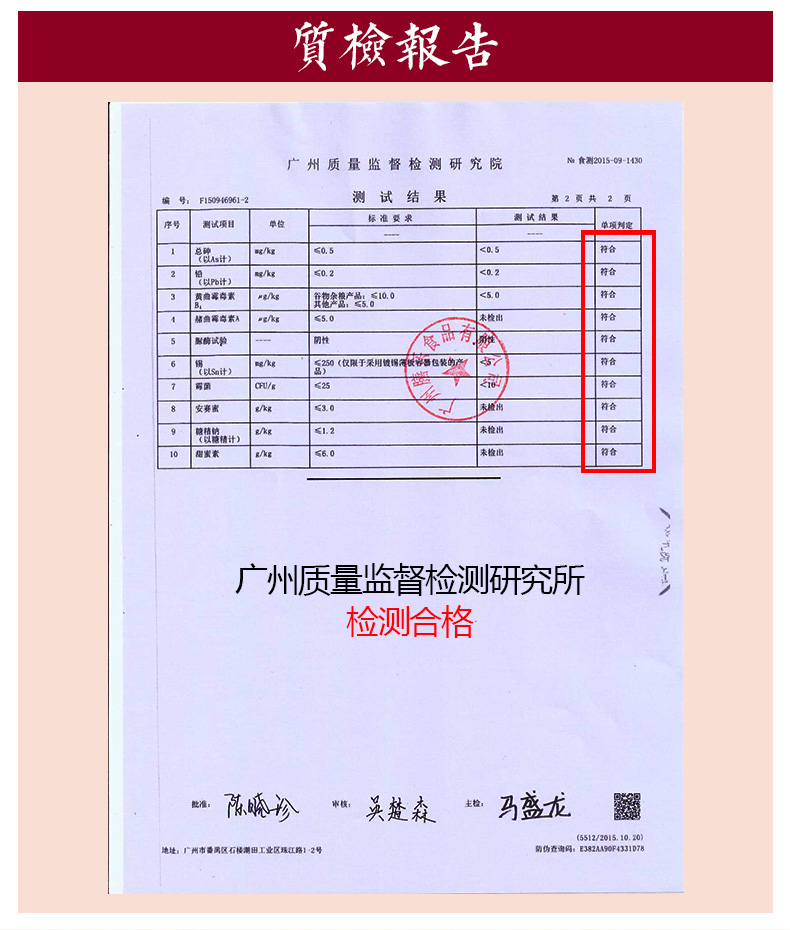 質檢報告
广州质量监督检测研究院
№ 食测2015-09-1430
测 试 结 果
编 号: F150946961-2
第 2 页 共 2 页
序号 测试项目 单位 标 准 要 求 测 试 结 果 单项判定
---- ----
1 总砷 mg/kg ≤0.5 <0.5 符合
(以As计)
2 铅 mg/kg ≤0.2 <0.2 符合
(以Pb计)
3 黄曲霉毒素 μg/kg 谷物杂粮产品: ≤10.0 <5.0 符合
B₁ 其他产品: ≤5.0
4 赭曲霉毒素A μg/kg ≤5.0 未检出 符合
5 脲酶试验 ---- 阴性 阴性 符合
6 锡 mg/kg ≤250(仅限于采用镀锡薄板容器包装的产 符合
(以Sn计) 品)
7 霉菌 CFU/g ≤25 <10 符合
8 安赛蜜 g/kg ≤3.0 未检出 符合
9 糖精钠 g/kg ≤1.2 未检出 符合
(以糖精计)
10 甜蜜素 g/kg ≤6.0 未检出 符合
广州质量监督检测研究所
检测合格
批准: 陈晓珍 审核: 吴楚森 主检: 马盛龙
(5512/2015.10.20)
地址: 广州市番禺区石楼潮田工业区珠江路1-2号
防伪查询码: E382AA90F4331D78